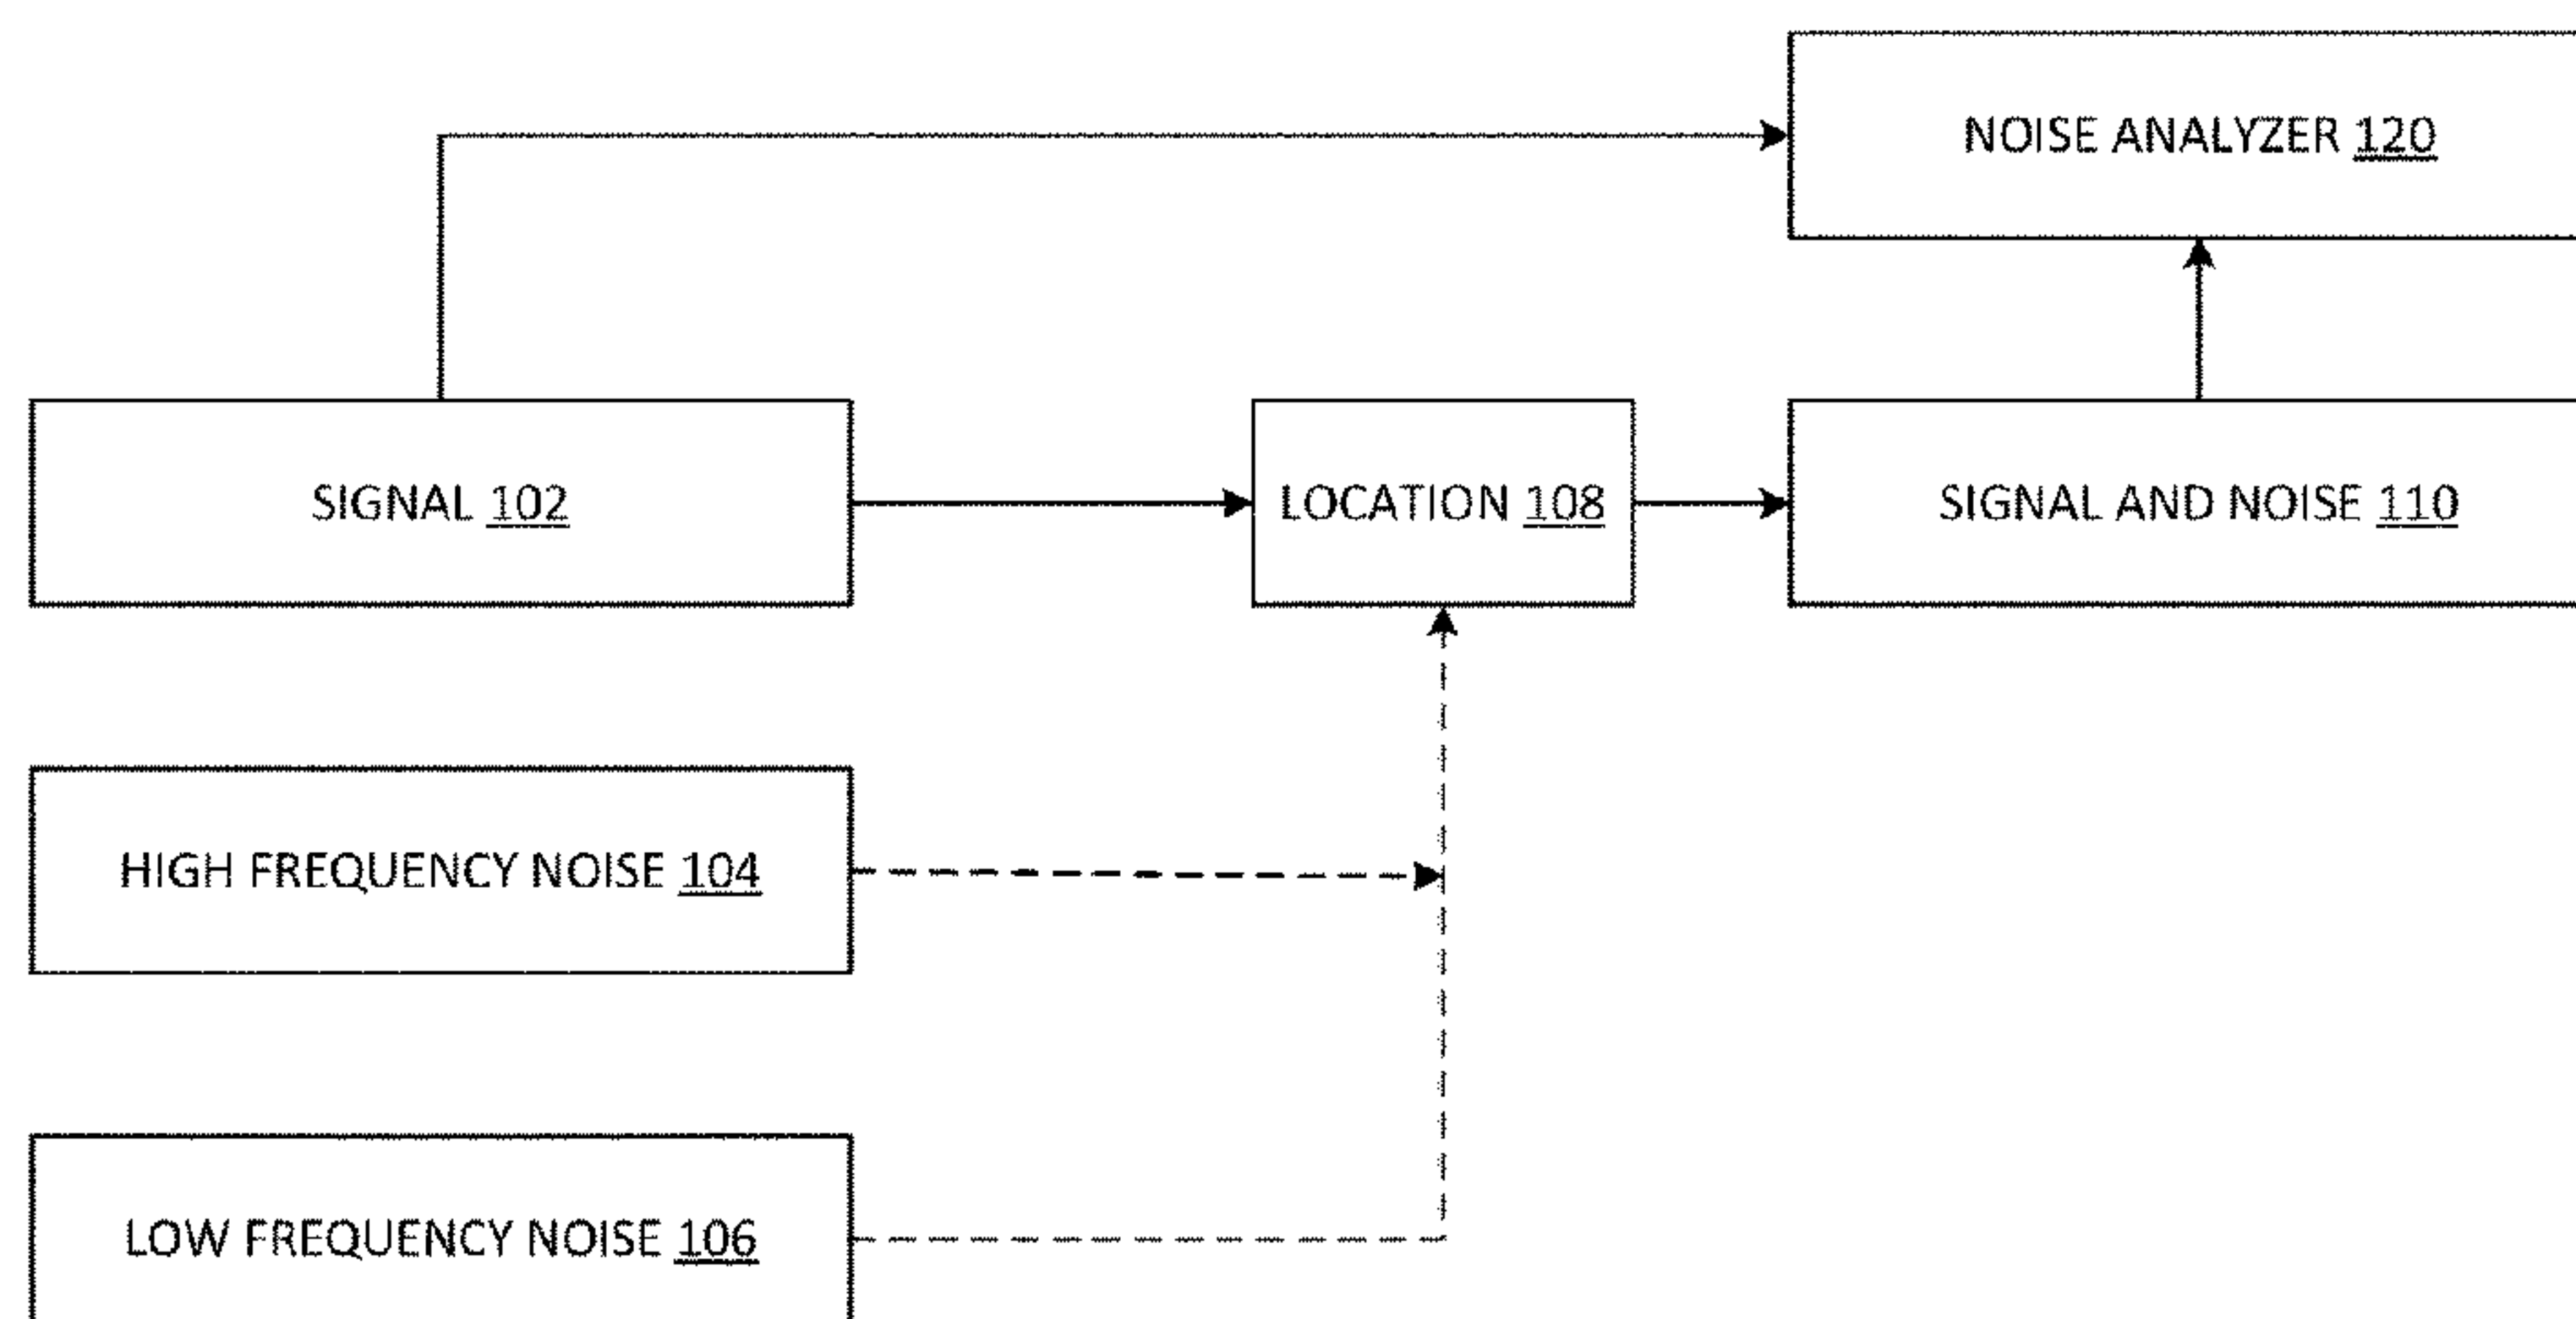 NOISE ANALYZER 120
SIGNAL 102
LOCATION 108
SIGNAL AND NOISE 110
HIGH FREQUENCY NOISE 104
LOW FREQUENCY NOISE 106